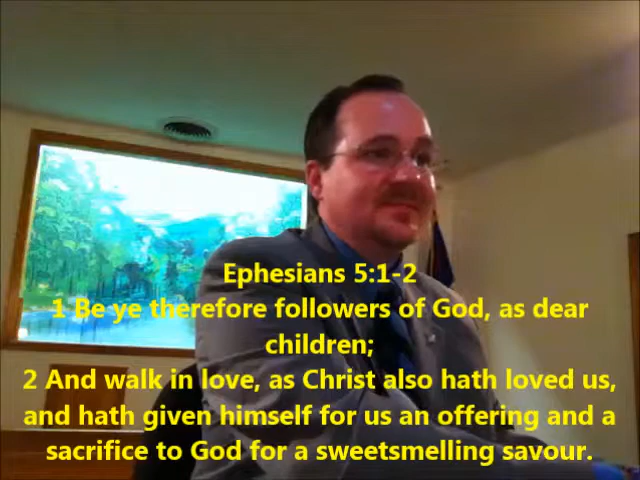 Ephesians 5:1-2
1 Be ye therefore followers of God, as dear
children;
2 And walk in love, as Christ also hath loved us,
and hath given himself for us an offering and a
sacrifice to God for a sweetsmelling savour.